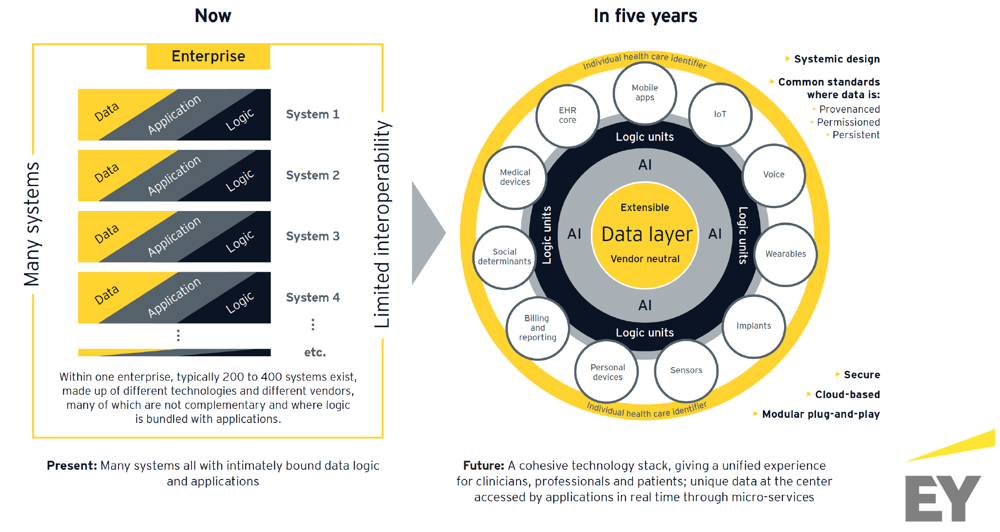 Now
Enterprise
Many systems
Limited interoperability
Data
Application
Logic
System 1
Data
Application
Logic
System 2
Data
Application
Logic
System 3
Data
Application
Logic
System 4
etc.
Within one enterprise, typically 200 to 400 systems exist,
made up of different technologies and different vendors,
many of which are not complementary and where logic
is bundled with applications.
Present: Many systems all with intimately bound data logic
and applications
In five years
Individual health care identifier
Mobile
apps
IoT
Voice
Wearables
Implants
Sensors
Personal
devices
Billing
and
reporting
Social
determinants
Medical
devices
EHR
core
Logic units
Logic units
Logic units
Logic units
AI
AI
AI
AI
Extensible
Data layer
Vendor neutral
Individual health care identifier
Systemic design
Common standards
where data is:
Provenanced
Permissioned
Persistent
Secure
Cloud-based
Modular plug-and-play
Future: A cohesive technology stack, giving a unified experience
for clinicians, professionals and patients; unique data at the center
accessed by applications in real time through micro-services
EY